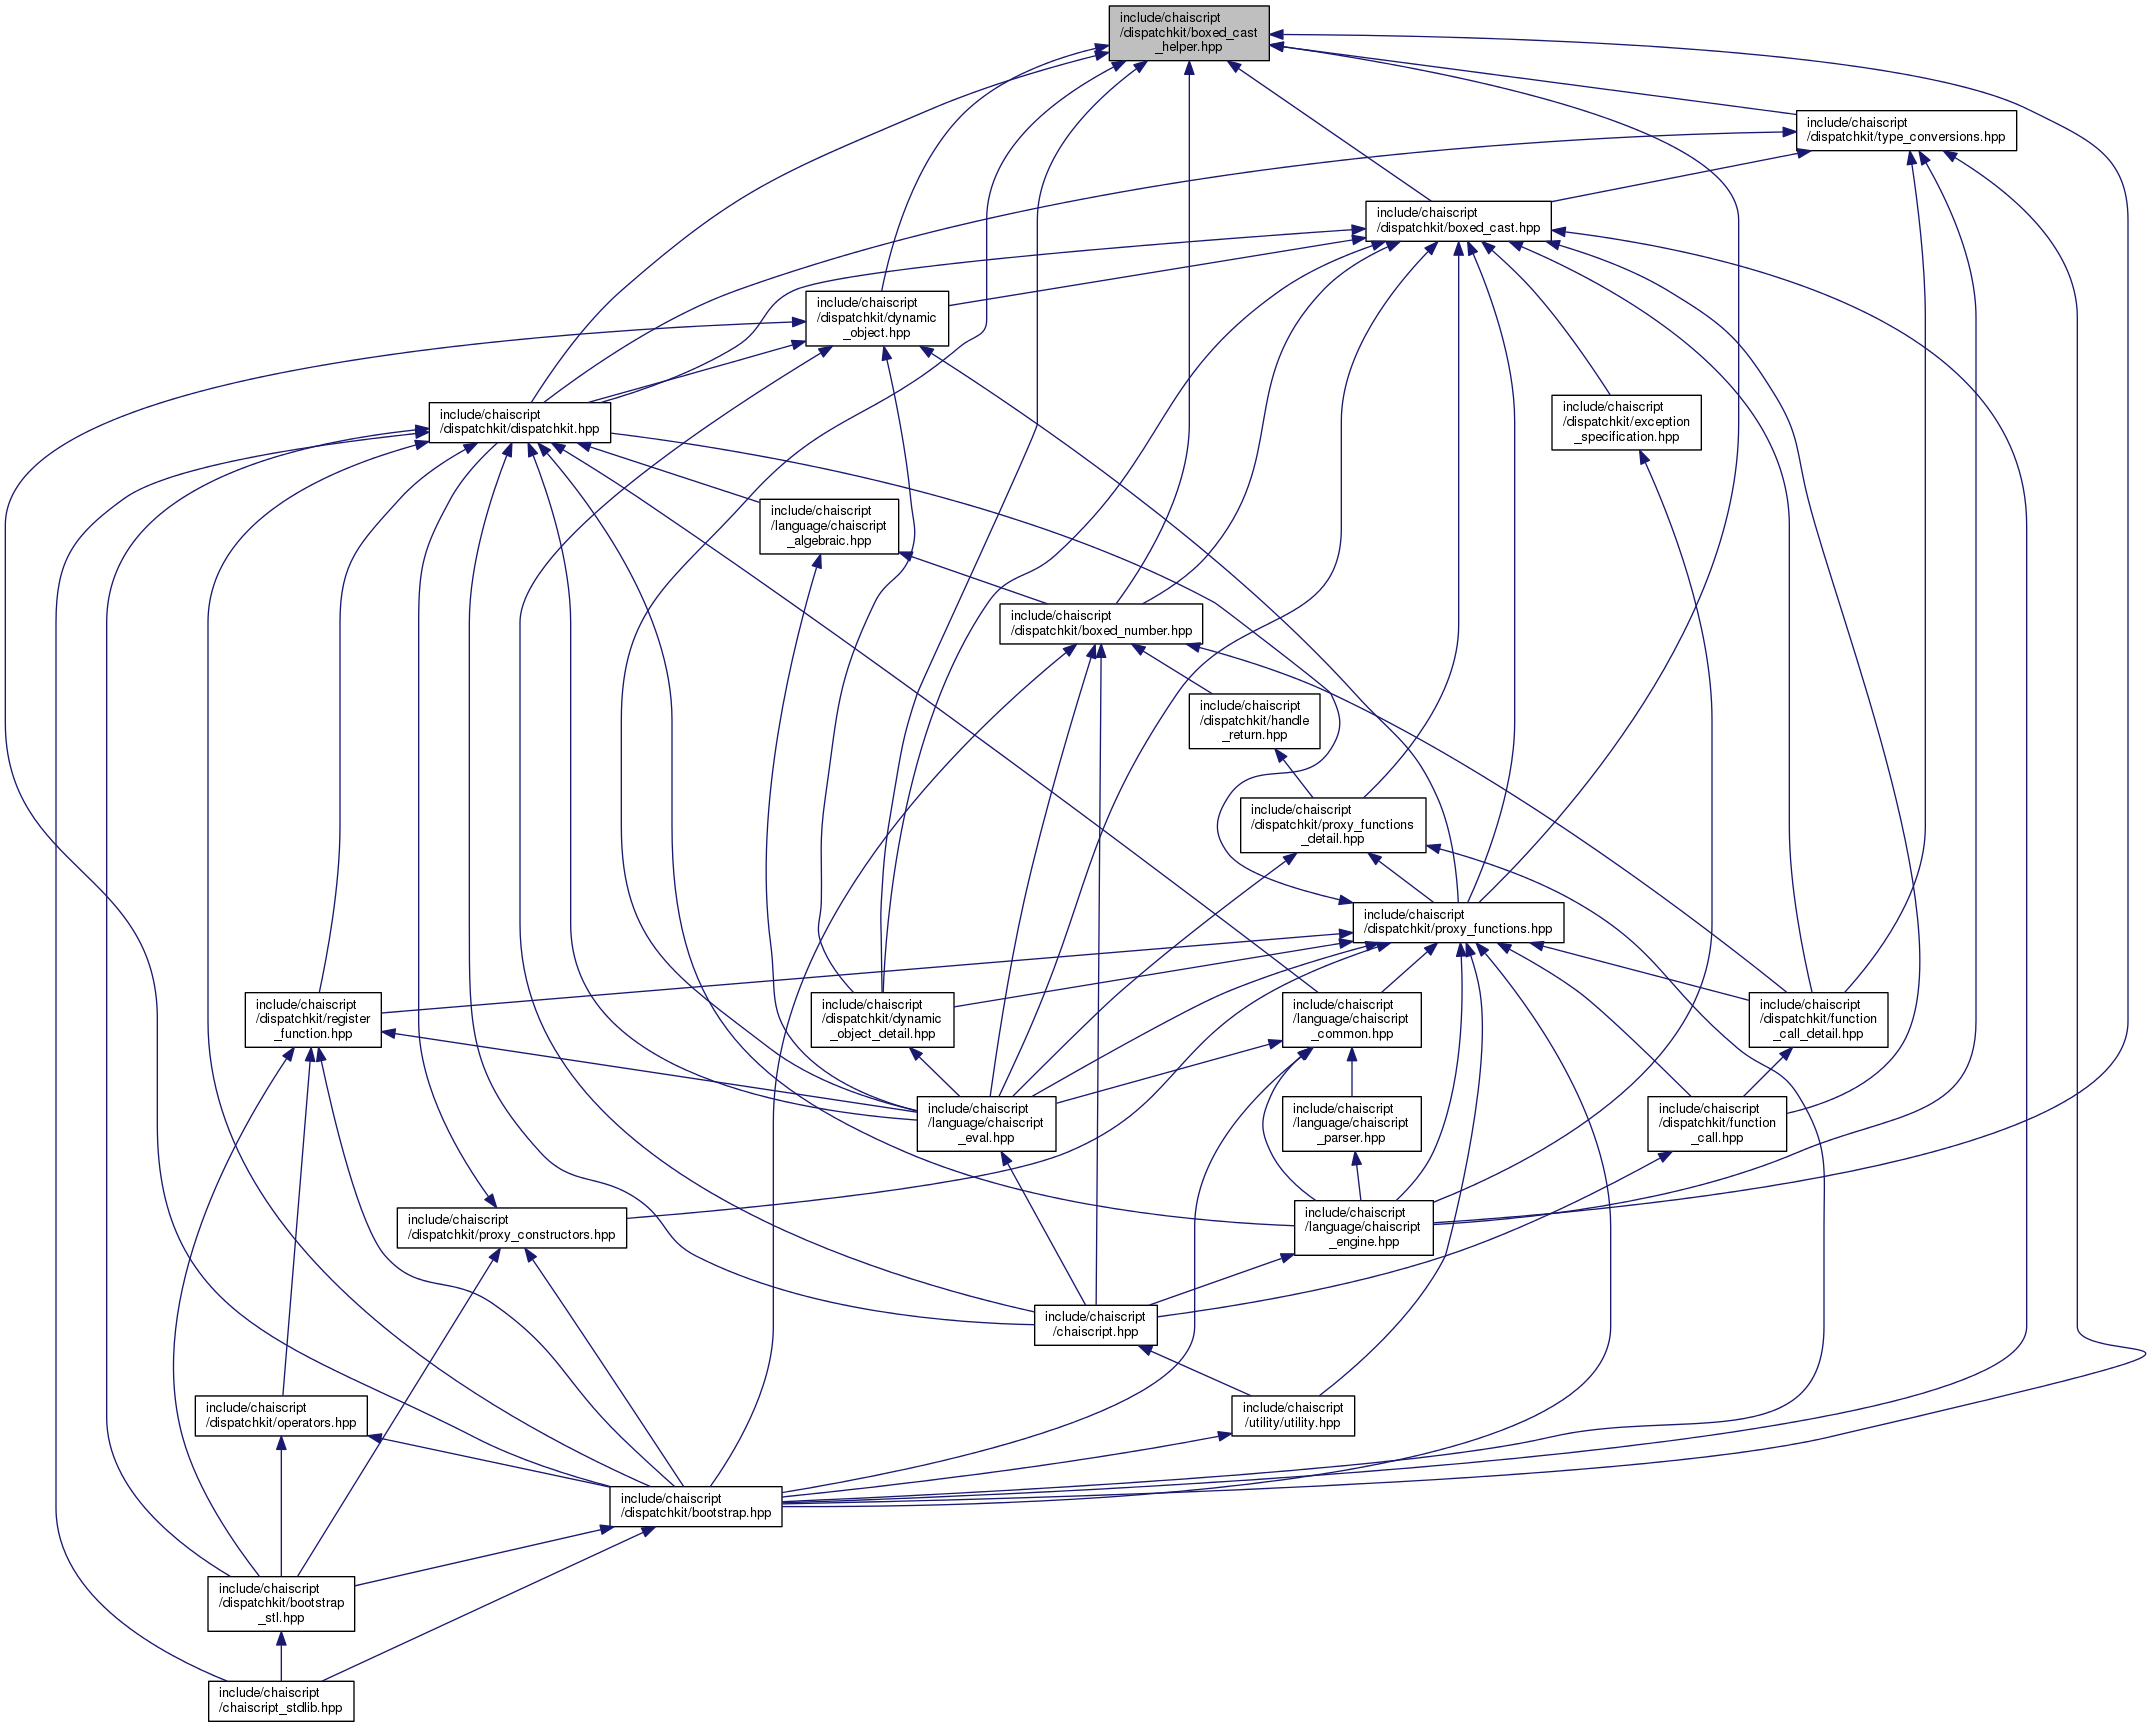 include/chaiscript
/dispatchkit/boxed_cast
_helper.hpp
include/chaiscript
/dispatchkit/type_conversions.hpp
include/chaiscript
/dispatchkit/boxed_cast.hpp
include/chaiscript
/dispatchkit/dynamic
_object.hpp
include/chaiscript
/dispatchkit/dispatchkit.hpp
include/chaiscript
/dispatchkit/exception
_specification.hpp
include/chaiscript
/language/chaiscript
_algebraic.hpp
include/chaiscript
/dispatchkit/boxed_number.hpp
include/chaiscript
/dispatchkit/handle
_return.hpp
include/chaiscript
/dispatchkit/proxy_functions
_detail.hpp
include/chaiscript
/dispatchkit/proxy_functions.hpp
include/chaiscript
/dispatchkit/register
_function.hpp
include/chaiscript
/dispatchkit/dynamic
_object_detail.hpp
include/chaiscript
/language/chaiscript
_common.hpp
include/chaiscript
/dispatchkit/function
_call_detail.hpp
include/chaiscript
/language/chaiscript
_eval.hpp
include/chaiscript
/language/chaiscript
_parser.hpp
include/chaiscript
/dispatchkit/function
_call.hpp
include/chaiscript
/dispatchkit/proxy_constructors.hpp
include/chaiscript
/language/chaiscript
_engine.hpp
include/chaiscript
/chaiscript.hpp
include/chaiscript
/dispatchkit/operators.hpp
include/chaiscript
/utility/utility.hpp
include/chaiscript
/dispatchkit/bootstrap.hpp
include/chaiscript
/dispatchkit/bootstrap
_stl.hpp
include/chaiscript
/chaiscript_stdlib.hpp